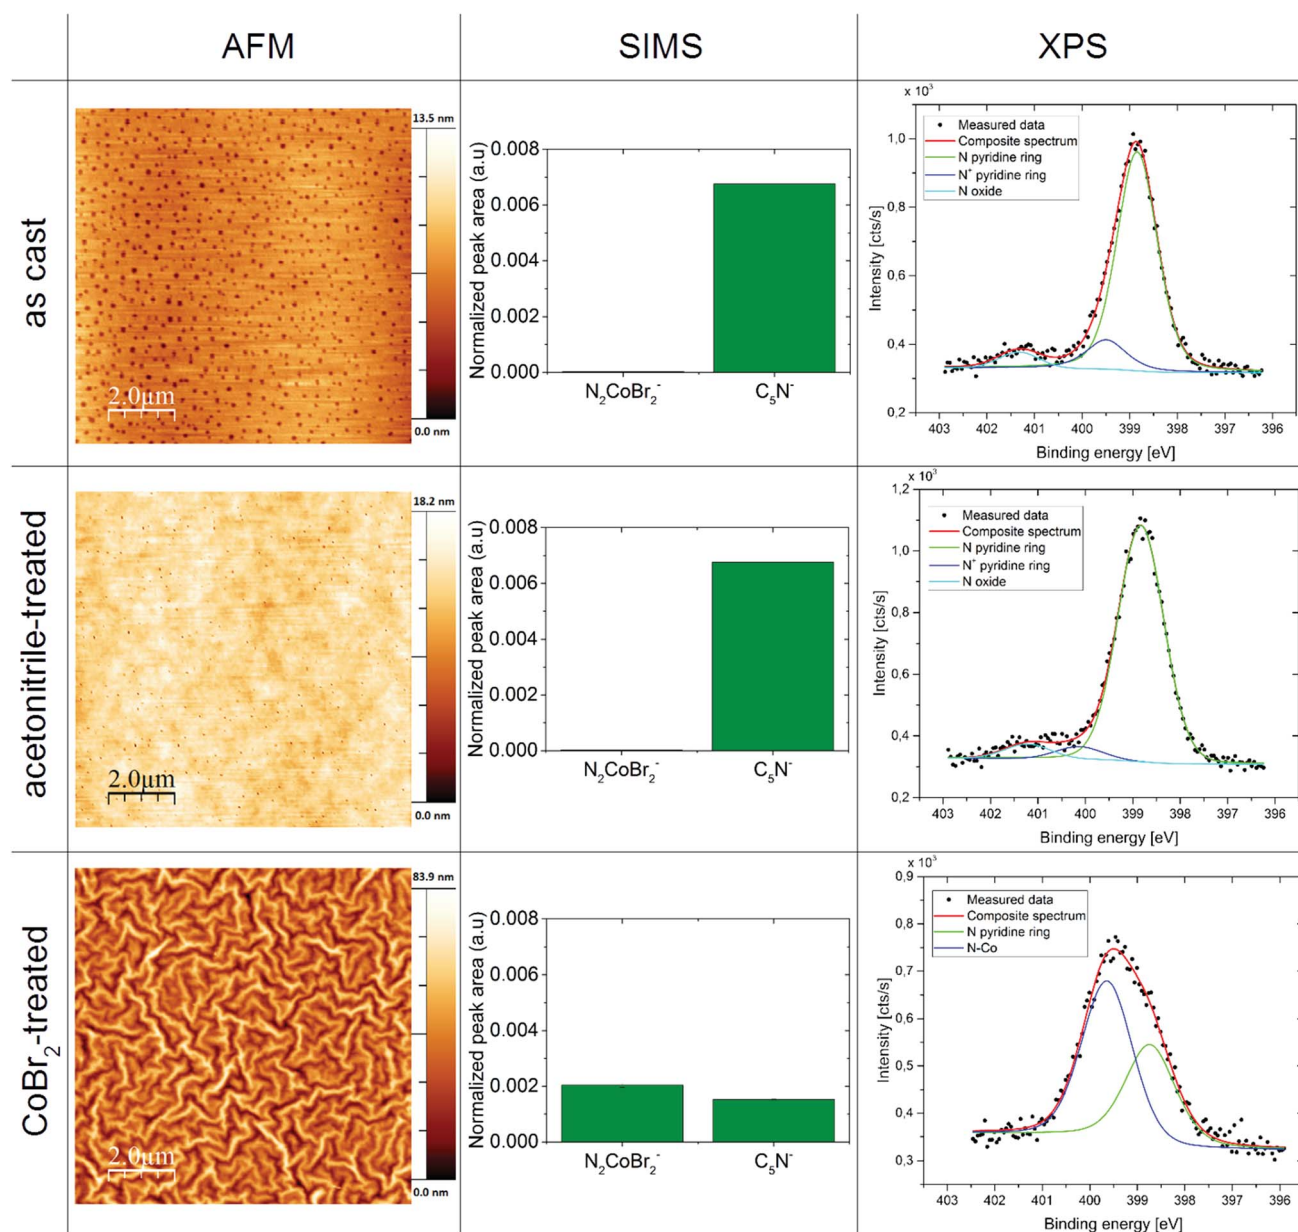 AFM
SIMS
XPS
as cast
13.5 nm
0.0 nm
2.0µm
Normalized peak area (a.u)
0.008
0.006
0.004
0.002
0.000
N₂CoBr₂⁻
C₅N⁻
x 10³
Intensity [cts/s]
1,0
0,8
0,6
0,4
0,2
Measured data
Composite spectrum
N pyridine ring
N⁺ pyridine ring
N oxide
403 402 401 400 399 398 397 396
Binding energy [eV]
acetonitrile-treated
18.2 nm
0.0 nm
2.0µm
Normalized peak area (a.u)
0.008
0.006
0.004
0.002
0.000
N₂CoBr₂⁻
C₅N⁻
x 10³
Intensity [cts/s]
1,2
1,0
0,8
0,6
0,4
0,2
Measured data
Composite spectrum
N pyridine ring
N⁺ pyridine ring
N oxide
403 402 401 400 399 398 397 396
Binding energy [eV]
CoBr₂-treated
83.9 nm
0.0 nm
2.0µm
Normalized peak area (a.u)
0.008
0.006
0.004
0.002
0.000
N₂CoBr₂⁻
C₅N⁻
x 10³
Intensity [cts/s]
0,9
0,8
0,7
0,6
0,5
0,4
0,3
Measured data
Composite spectrum
N pyridine ring
N-Co
403 402 401 400 399 398 397 396
Binding energy [eV]